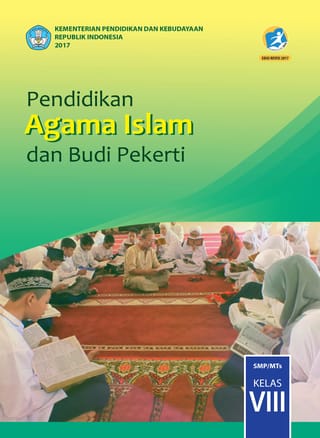 KEMENTERIAN PENDIDIKAN DAN KEBUDAYAAN
REPUBLIK INDONESIA
2017
EDISI REVISI 2017
Pendidikan
Agama Islam
dan Budi Pekerti
SMP/MTs
KELAS
VIII